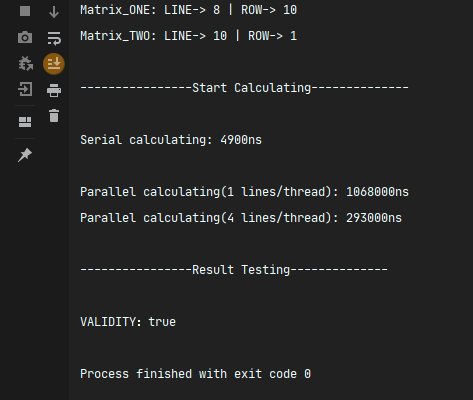 Matrix_ONE: LINE-> 8 | ROW-> 10
Matrix_TWO: LINE-> 10 | ROW-> 1
----------------Start Calculating--------------
Serial calculating: 4900ns
Parallel calculating(1 lines/thread): 1068000ns
Parallel calculating(4 lines/thread): 293000ns
----------------Result Testing--------------
VALIDITY：true
Process finished with exit code 0